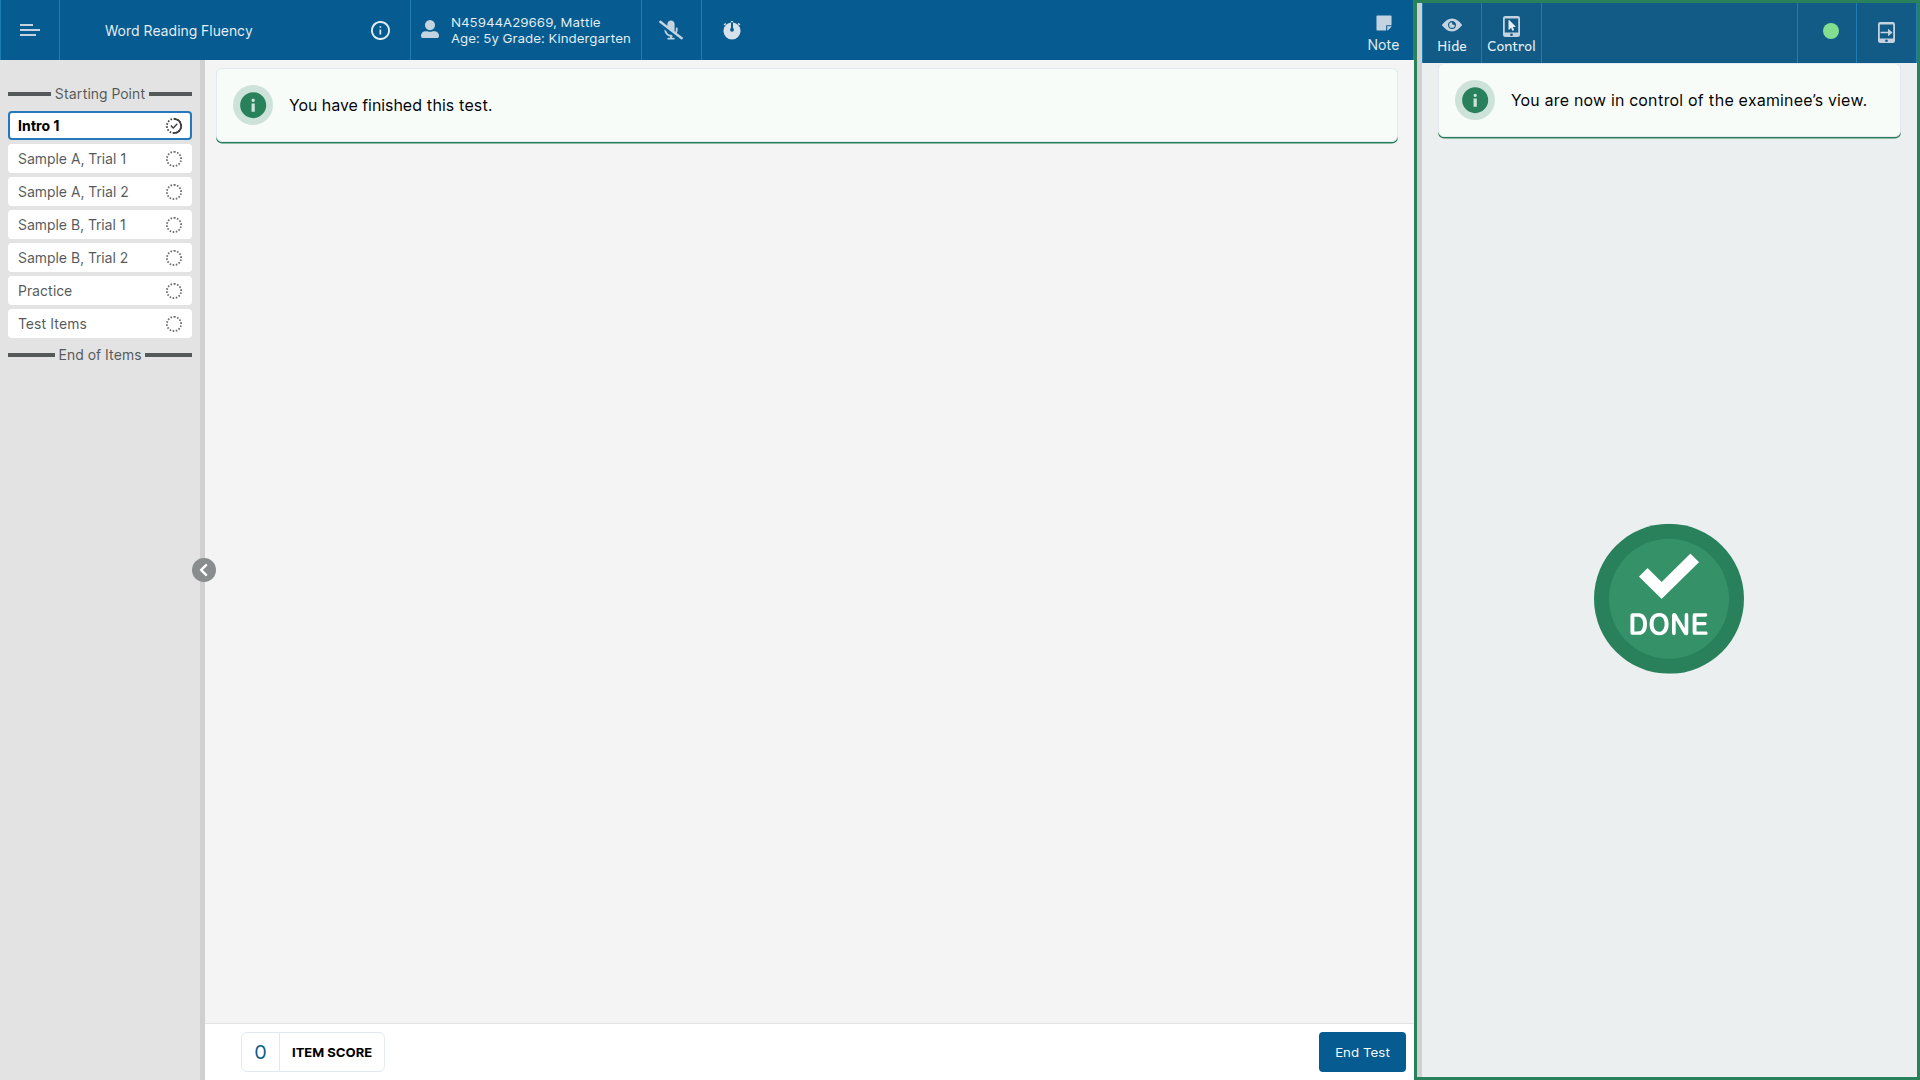 Word Reading Fluency
N45944A29669, Mattie
Age: 5y Grade: Kindergarten
Note
Hide
Control
Starting Point
Intro 1
Sample A, Trial 1
Sample A, Trial 2
Sample B, Trial 1
Sample B, Trial 2
Practice
Test Items
End of Items
You have finished this test.
You are now in control of the examinee’s view.
DONE
0 ITEM SCORE
End Test